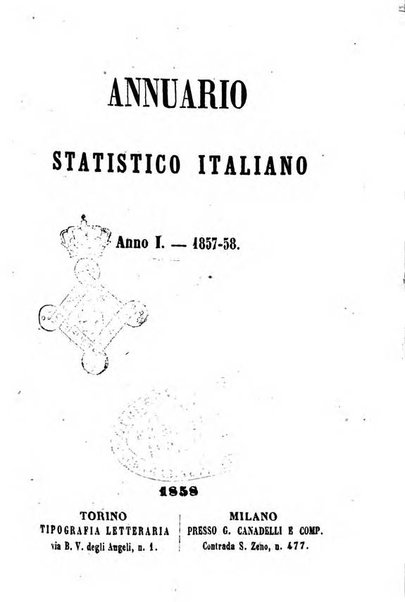 ANNUARIO
STATISTICO ITALIANO
Anno I. — 1857-58.
1858
TORINO
TIPOGRAFIA LETTERARIA
via B. V. degli Angeli, n. 1.
MILANO
PRESSO G. CANADELLI E COMP.
Contrada S. Zeno, n. 477.